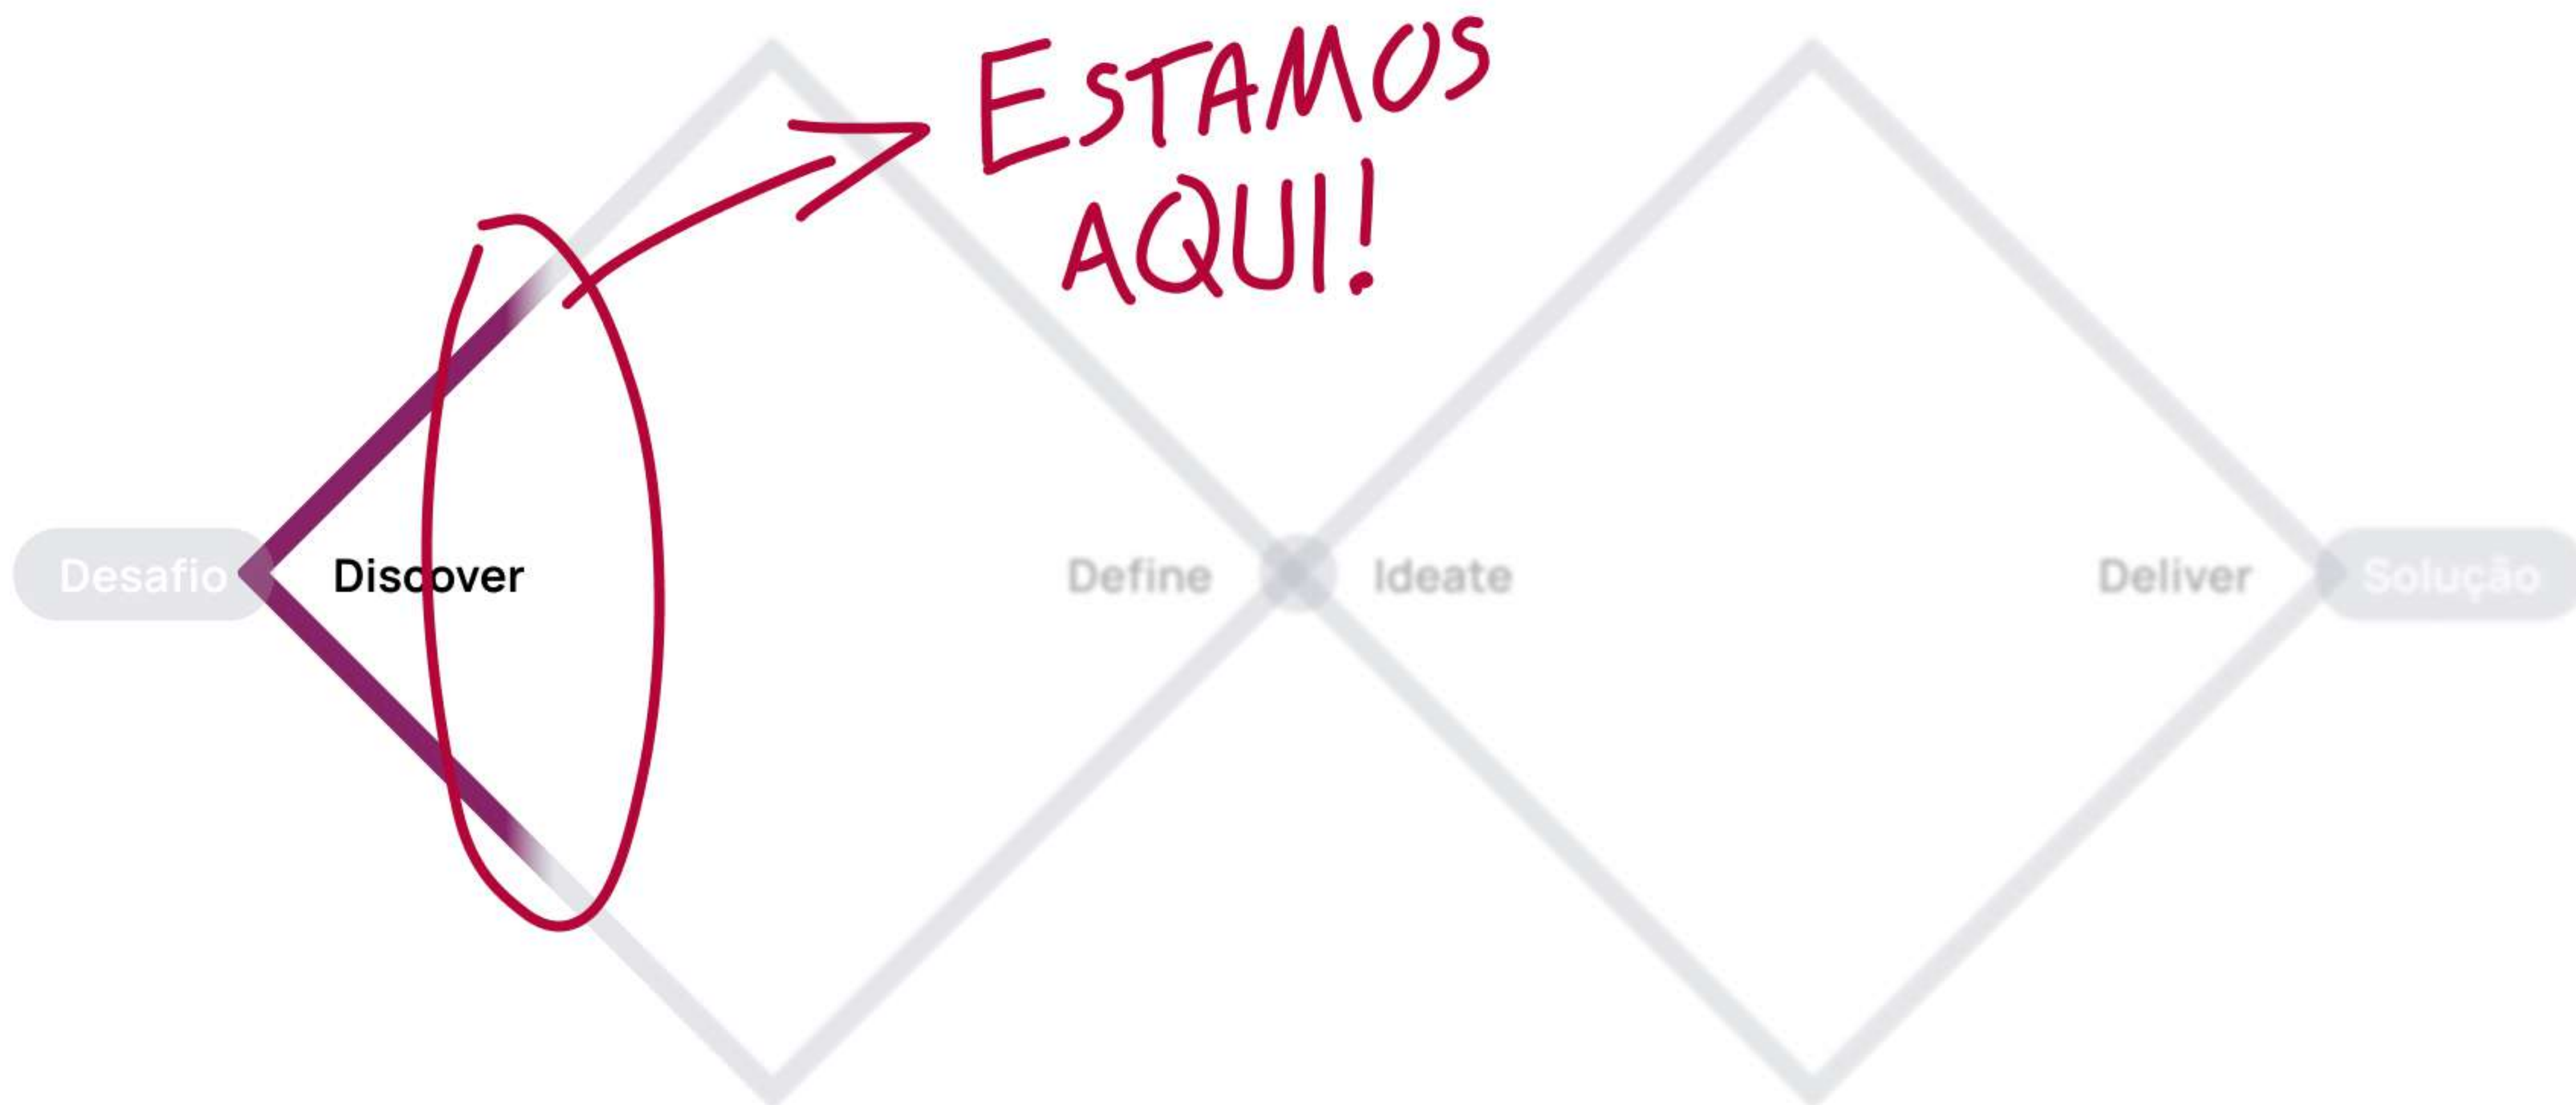 ESTAMOS
AQUI!
Desafio
Discover
Define
Ideate
Deliver
Solução